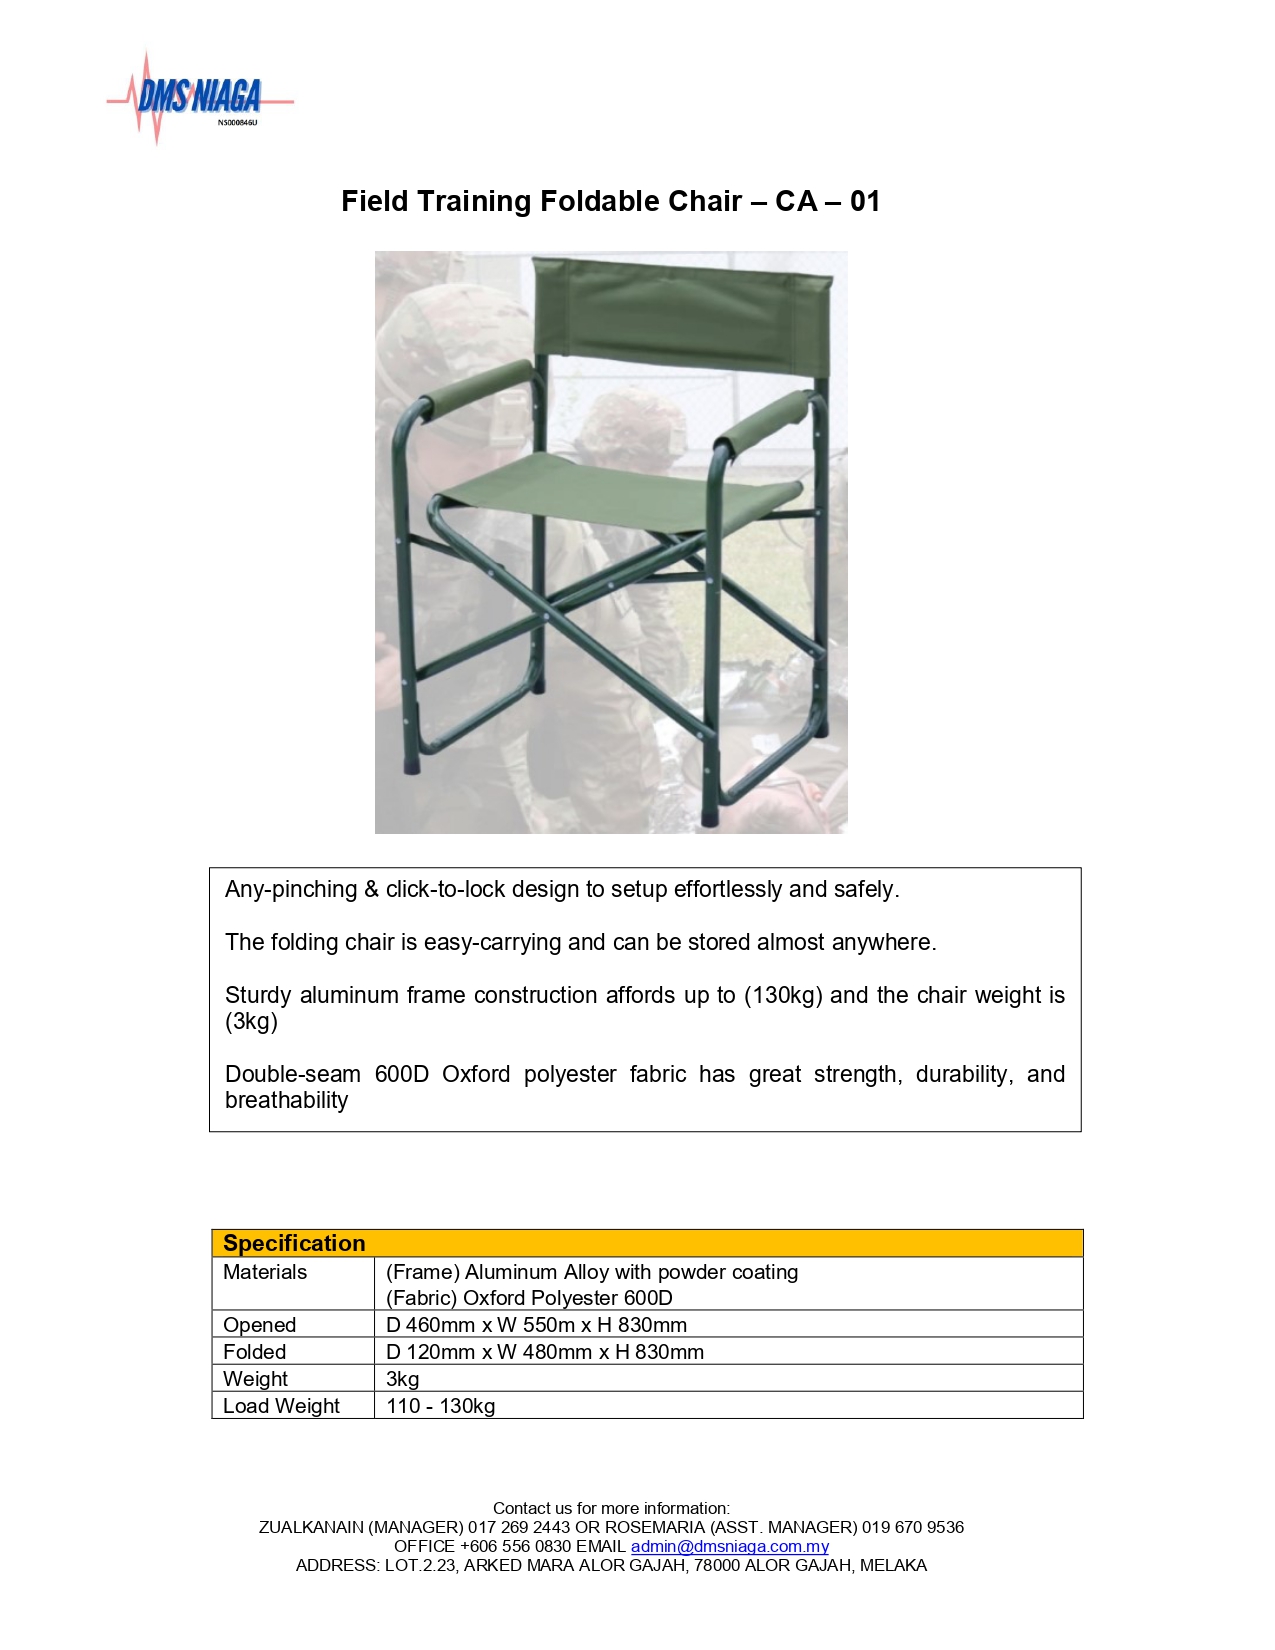 DMS NIAGA
NS000846U
Field Training Foldable Chair – CA – 01
Any-pinching & click-to-lock design to setup effortlessly and safely.
The folding chair is easy-carrying and can be stored almost anywhere.
Sturdy aluminum frame construction affords up to (130kg) and the chair weight is
(3kg)
Double-seam 600D Oxford polyester fabric has great strength, durability, and
breathability
Specification
Materials (Frame) Aluminum Alloy with powder coating
(Fabric) Oxford Polyester 600D
Opened D 460mm x W 550m x H 830mm
Folded D 120mm x W 480mm x H 830mm
Weight 3kg
Load Weight 110 - 130kg
Contact us for more information:
ZUALKANAIN (MANAGER) 017 269 2443 OR ROSEMARIA (ASST. MANAGER) 019 670 9536
OFFICE +606 556 0830 EMAIL admin@dmsniaga.com.my
ADDRESS: LOT.2.23, ARKED MARA ALOR GAJAH, 78000 ALOR GAJAH, MELAKA